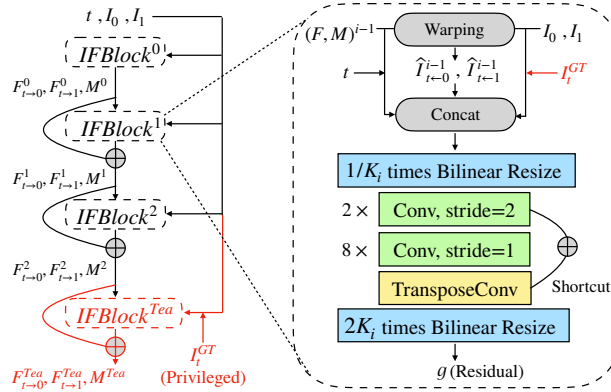 t , I_0 , I_1
IFBlock^0
F^0_{t→0}, F^0_{t→1}, M^0
IFBlock^1
F^1_{t→0}, F^1_{t→1}, M^1
IFBlock^2
F^2_{t→0}, F^2_{t→1}, M^2
IFBlock^{Tea}
F^{Tea}_{t→0}, F^{Tea}_{t→1}, M^{Tea}
I^{GT}_t
(Privileged)
(F, M)^{i−1}
Warping
I_0 , I_1
t
Î^{i−1}_{t←0} , Î^{i−1}_{t←1}
I^{GT}_t
Concat
1/K_i times Bilinear Resize
2 × Conv, stride=2
8 × Conv, stride=1
TransposeConv
Shortcut
2K_i times Bilinear Resize
g (Residual)